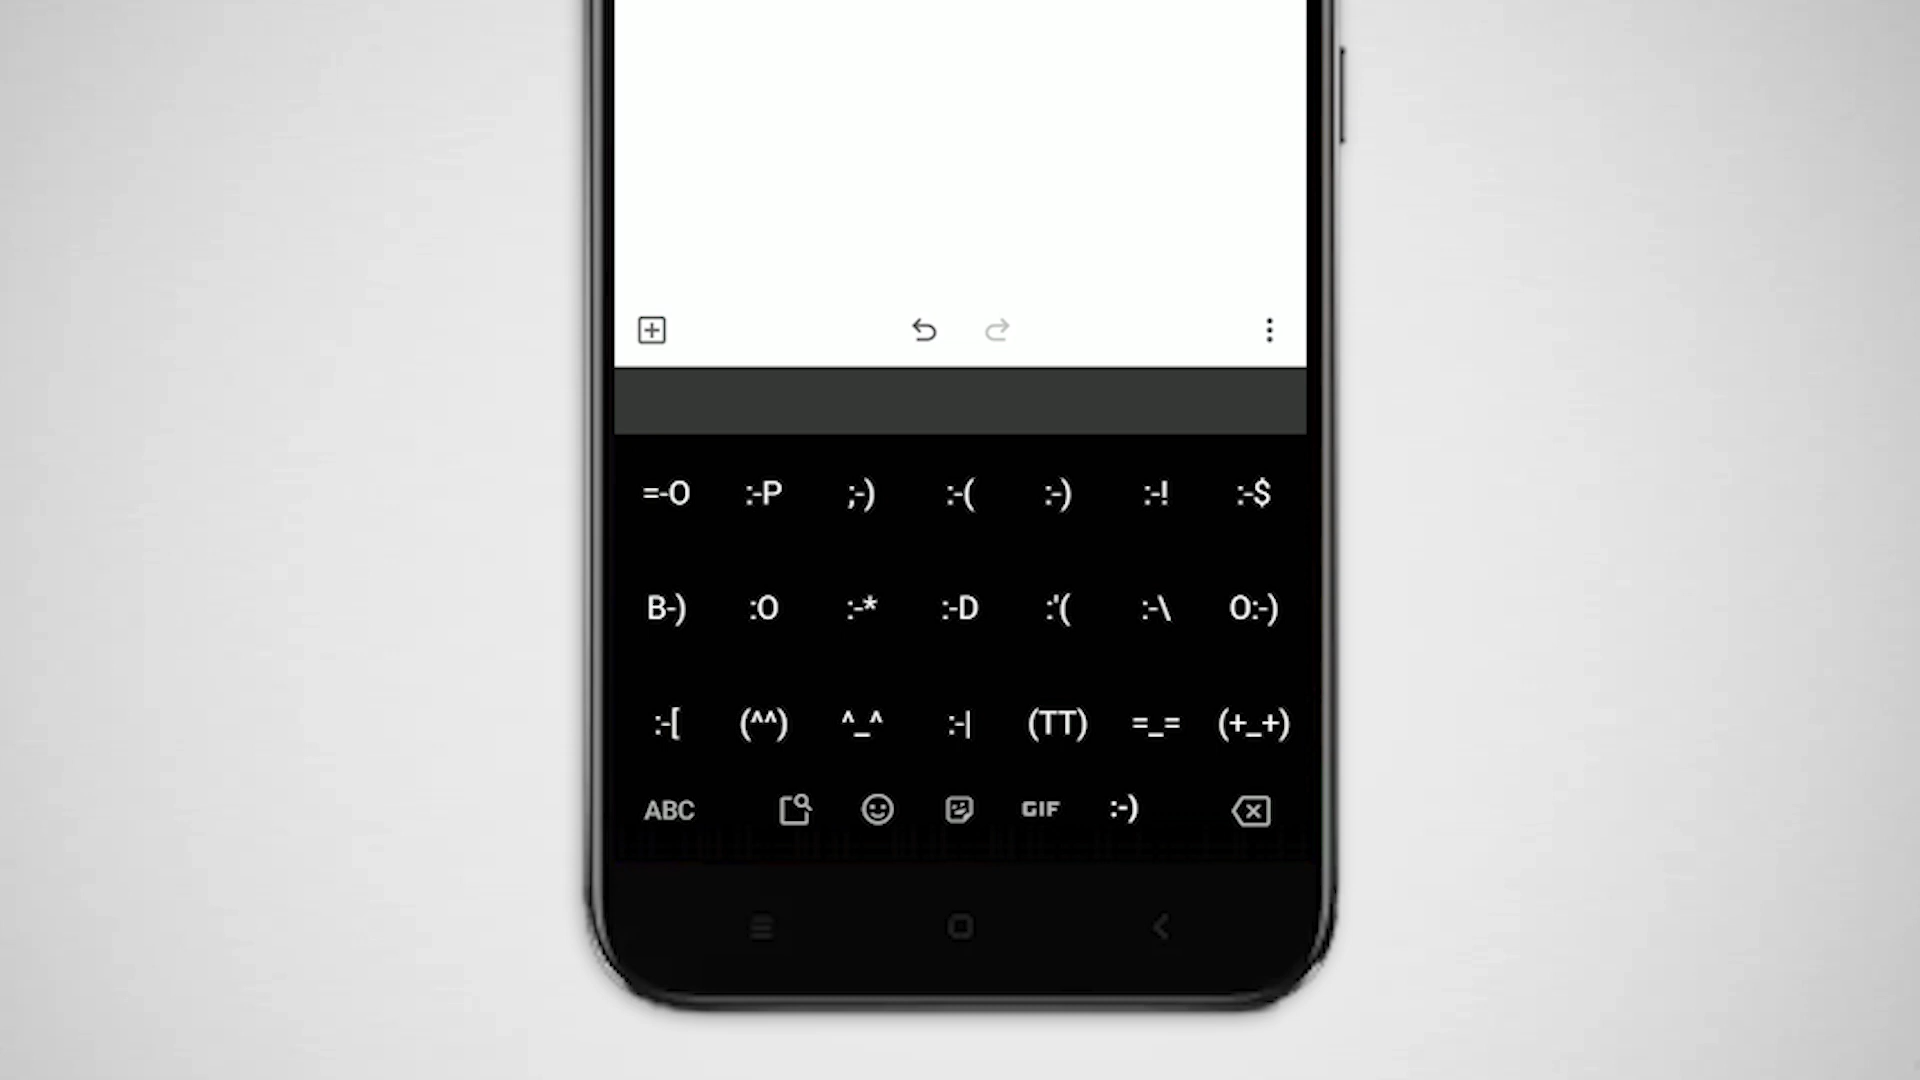 =-O :-P ;-) :-( :-) :-! :-$
B-) :O :-* :-D :'( :-\ O:-)
:-[ (^^) ^_^ :-| (TT) =_= (+_+)
ABC GIF :-)